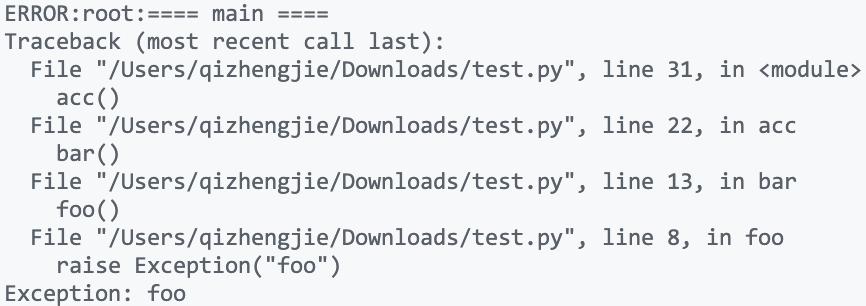 ERROR:root:==== main ====
Traceback (most recent call last):
  File "/Users/qizhengjie/Downloads/test.py", line 31, in <module>
    acc()
  File "/Users/qizhengjie/Downloads/test.py", line 22, in acc
    bar()
  File "/Users/qizhengjie/Downloads/test.py", line 13, in bar
    foo()
  File "/Users/qizhengjie/Downloads/test.py", line 8, in foo
    raise Exception("foo")
Exception: foo